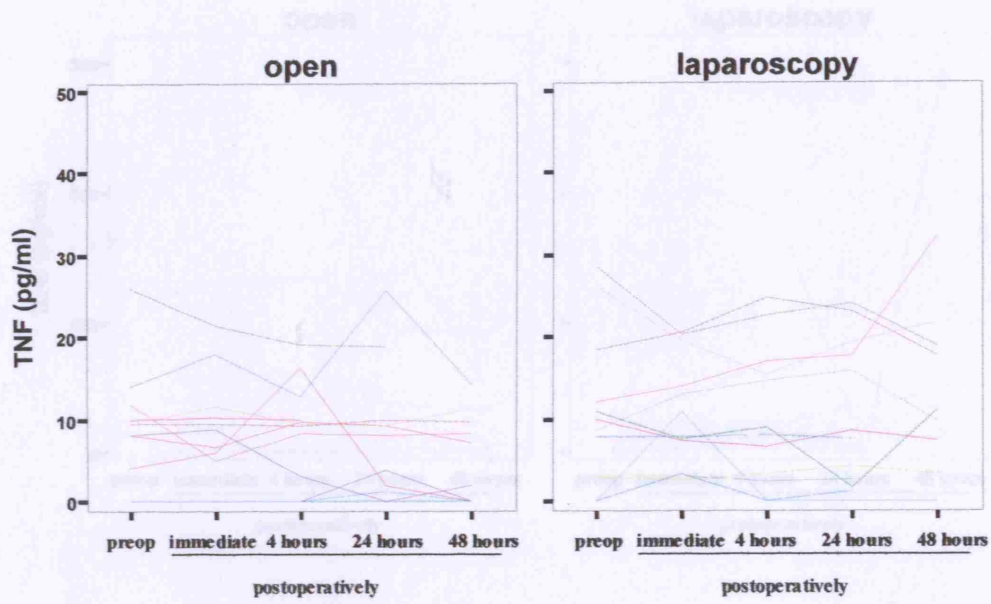 open
laparoscopy
TNF (pg/ml)
50
40
30
20
10
0
preop immediate 4 hours 24 hours 48 hours
postoperatively
preop immediate 4 hours 24 hours 48 hours
postoperatively